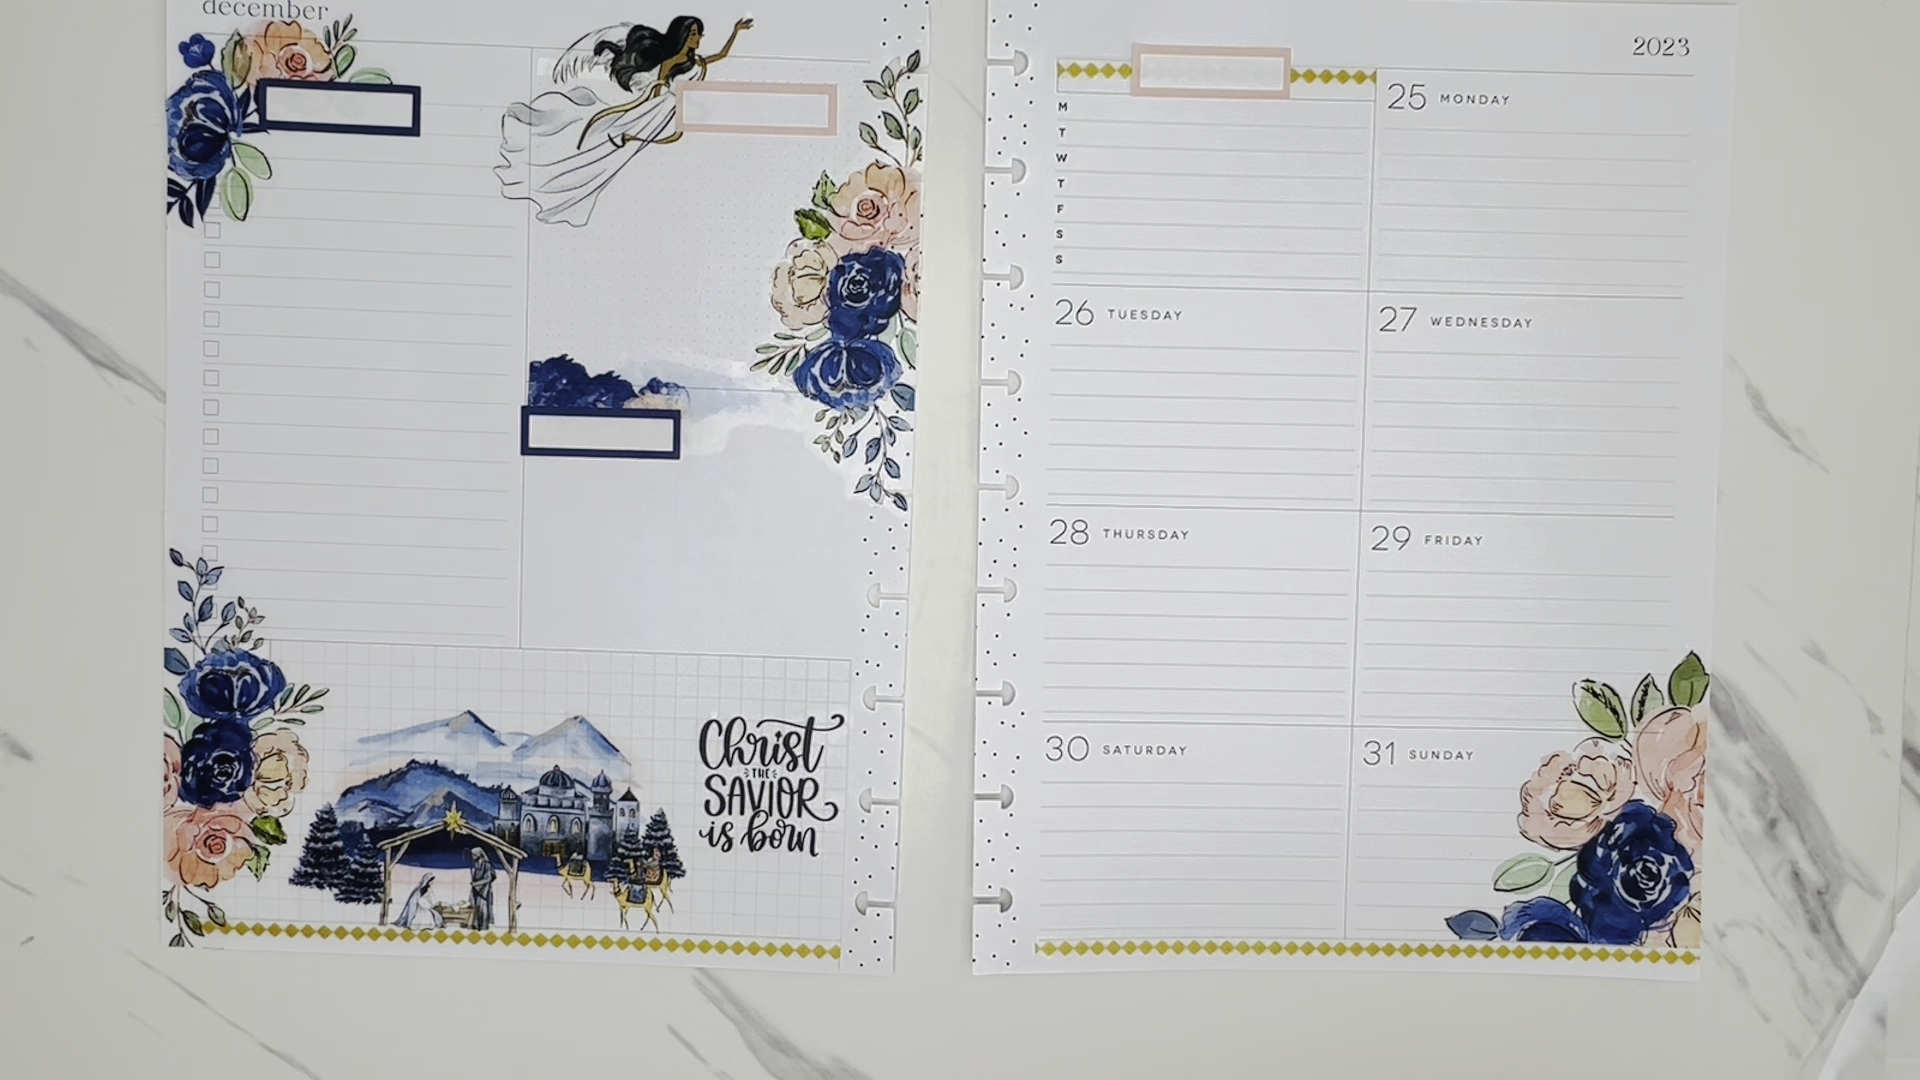 december
Christ
THE
SAVIOR
is born
2023
M
T
W
T
F
S
S
25 MONDAY
26 TUESDAY
27 WEDNESDAY
28 THURSDAY
29 FRIDAY
30 SATURDAY
31 SUNDAY